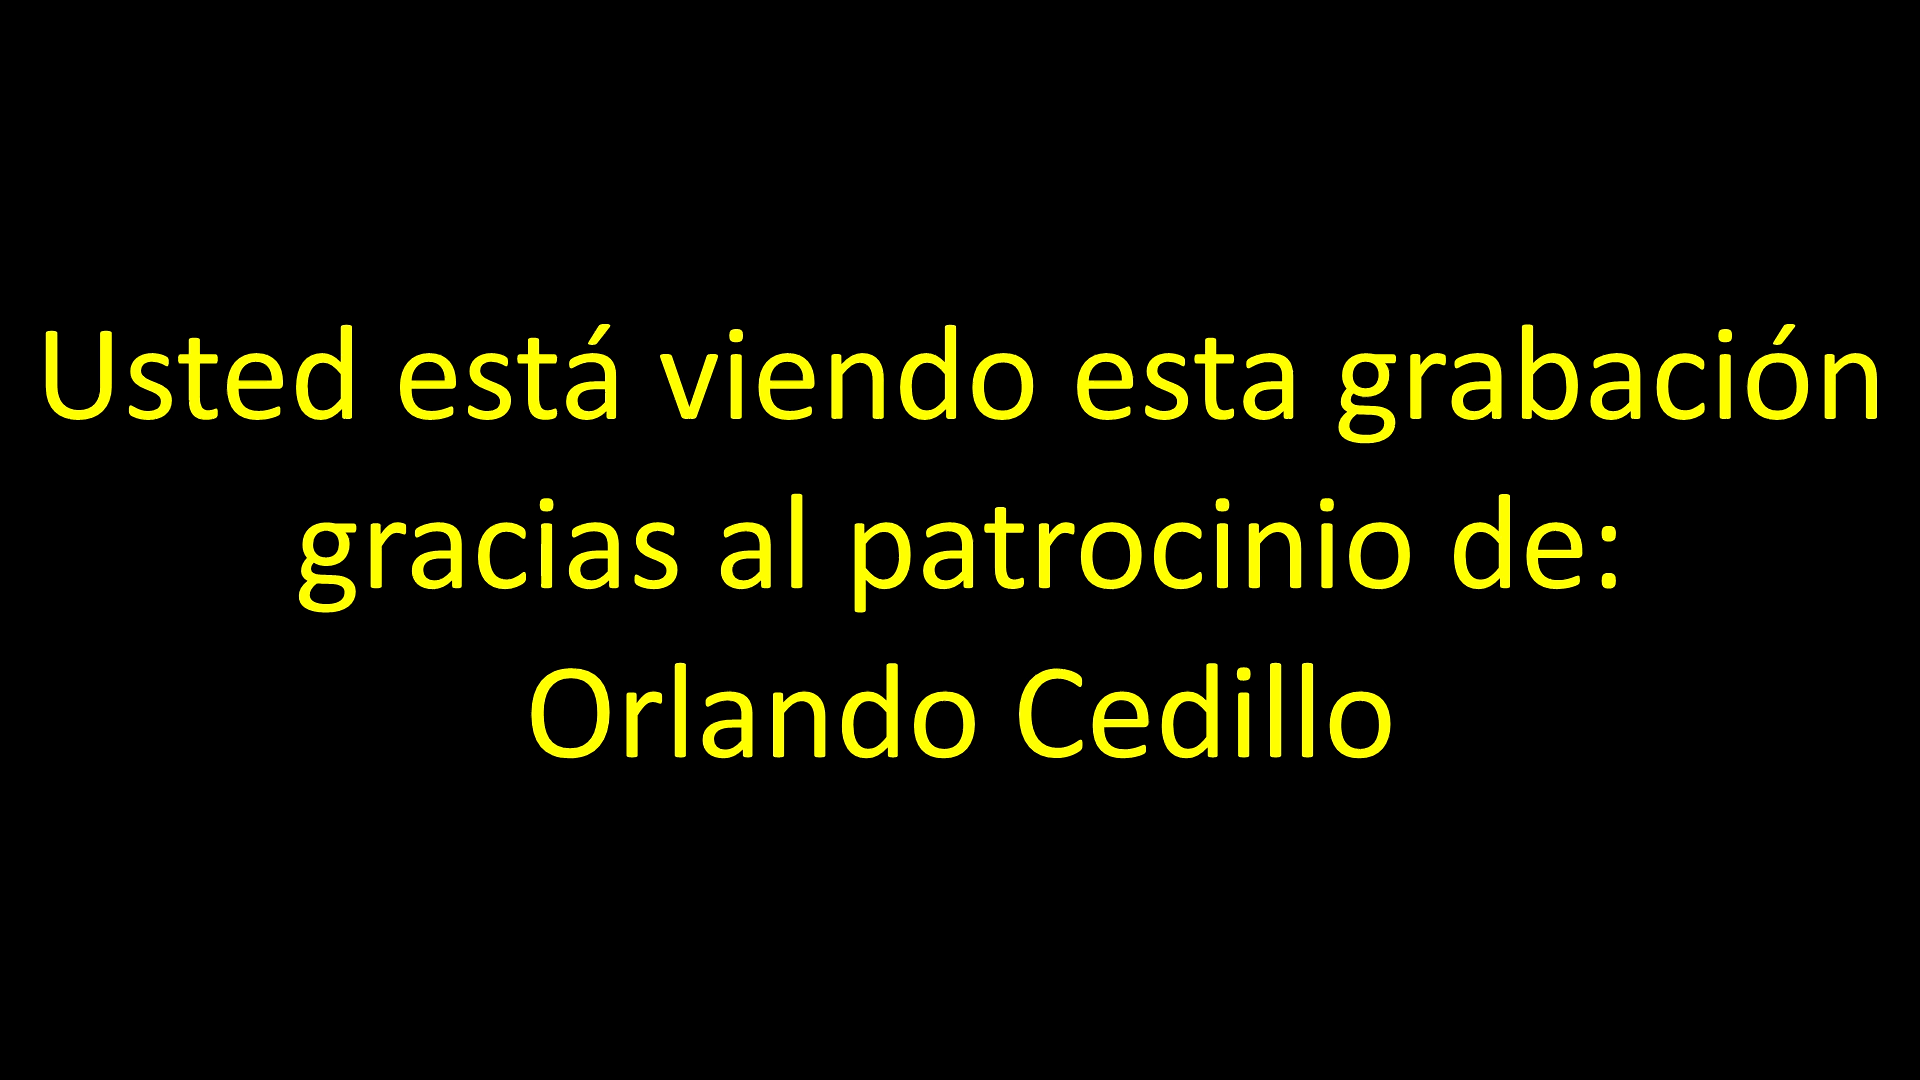 Usted está viendo esta grabación
gracias al patrocinio de:
Orlando Cedillo